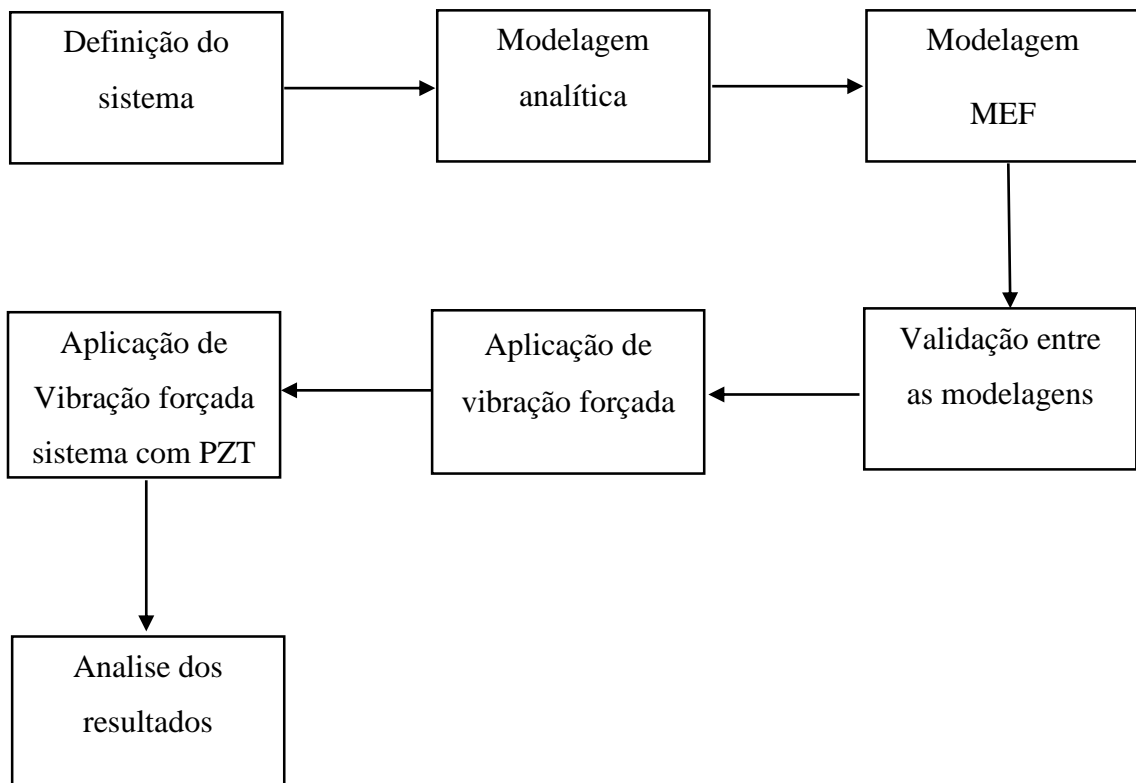 Definição do
sistema
Modelagem
analítica
Modelagem
MEF
Validação entre
as modelagens
Aplicação de
vibração forçada
Aplicação de
Vibração forçada
sistema com PZT
Analise dos
resultados